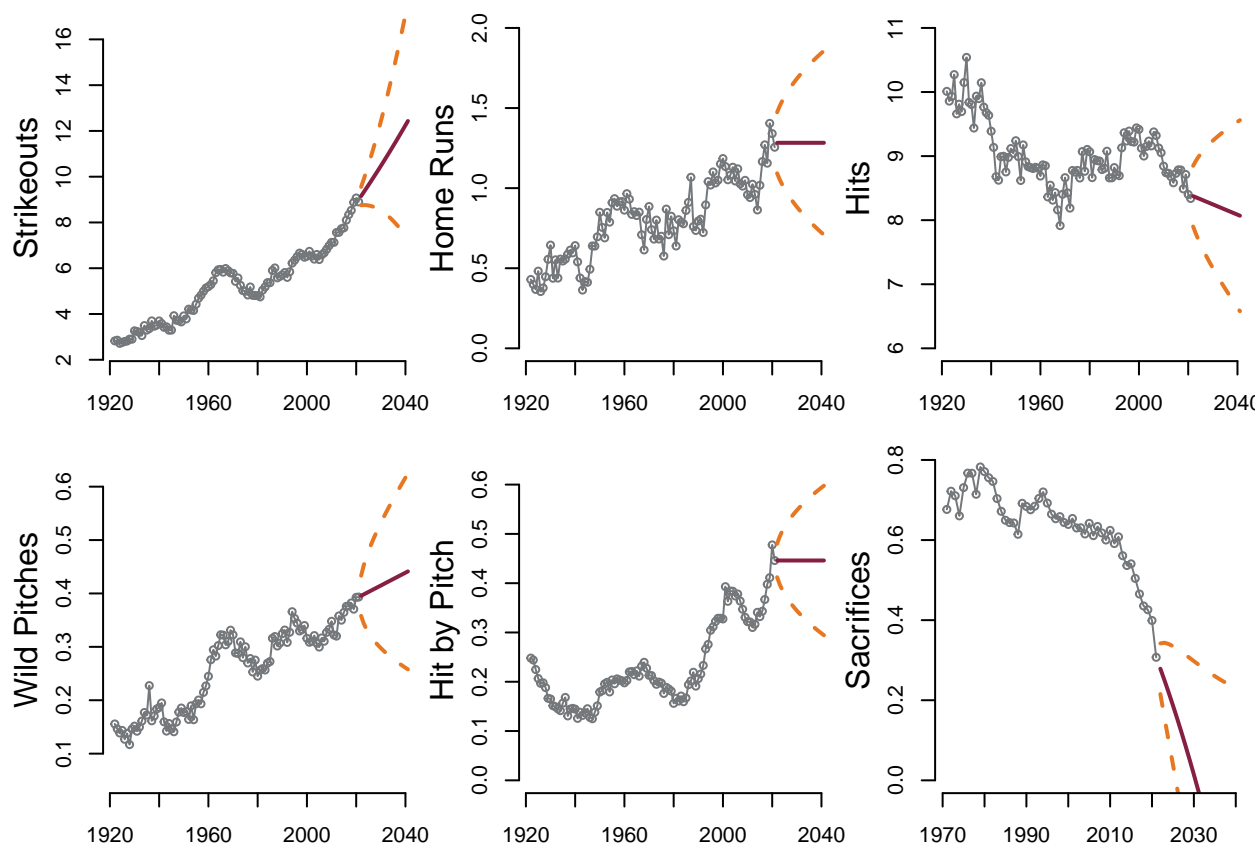 Strikeouts
2 4 6 8 10 12 14 16
1920 1960 2000 2040
Home Runs
0.0 0.5 1.0 1.5 2.0
1920 1960 2000 2040
Hits
6 7 8 9 10 11
1920 1960 2000 2040
Wild Pitches
0.1 0.2 0.3 0.4 0.5 0.6
1920 1960 2000 2040
Hit by Pitch
0.0 0.1 0.2 0.3 0.4 0.5 0.6
1920 1960 2000 2040
Sacrifices
0.0 0.2 0.4 0.6 0.8
1970 1990 2010 2030